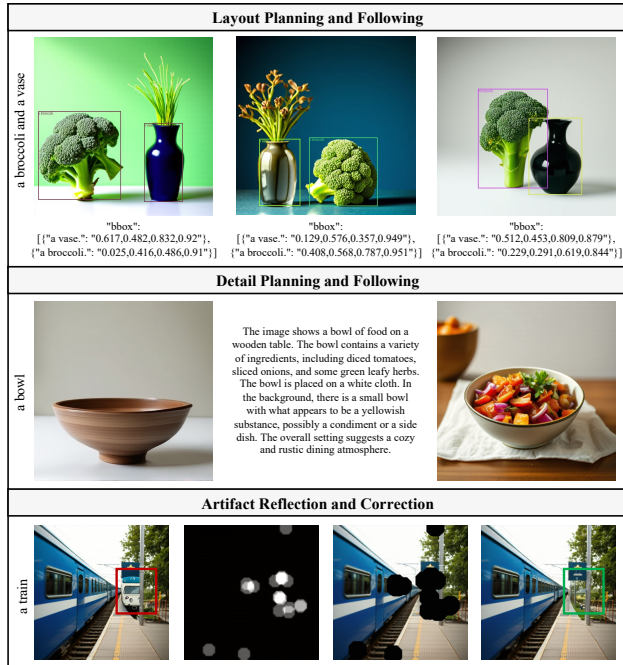 Layout Planning and Following
a broccoli and a vase
"bbox":
[{"a vase.": "0.617,0.482,0.832,0.92"},
{"a broccoli.": "0.025,0.416,0.486,0.91"}]
"bbox":
[{"a vase.": "0.129,0.576,0.357,0.949"},
{"a broccoli.": "0.408,0.568,0.787,0.951"}]
"bbox":
[{"a vase.": "0.512,0.453,0.809,0.879"},
{"a broccoli.": "0.229,0.291,0.619,0.844"}]
Detail Planning and Following
a bowl
The image shows a bowl of food on a
wooden table. The bowl contains a variety
of ingredients, including diced tomatoes,
sliced onions, and some green leafy herbs.
The bowl is placed on a white cloth. In
the background, there is a small bowl
with what appears to be a yellowish
substance, possibly a condiment or a side
dish. The overall setting suggests a cozy
and rustic dining atmosphere.
Artifact Reflection and Correction
a train